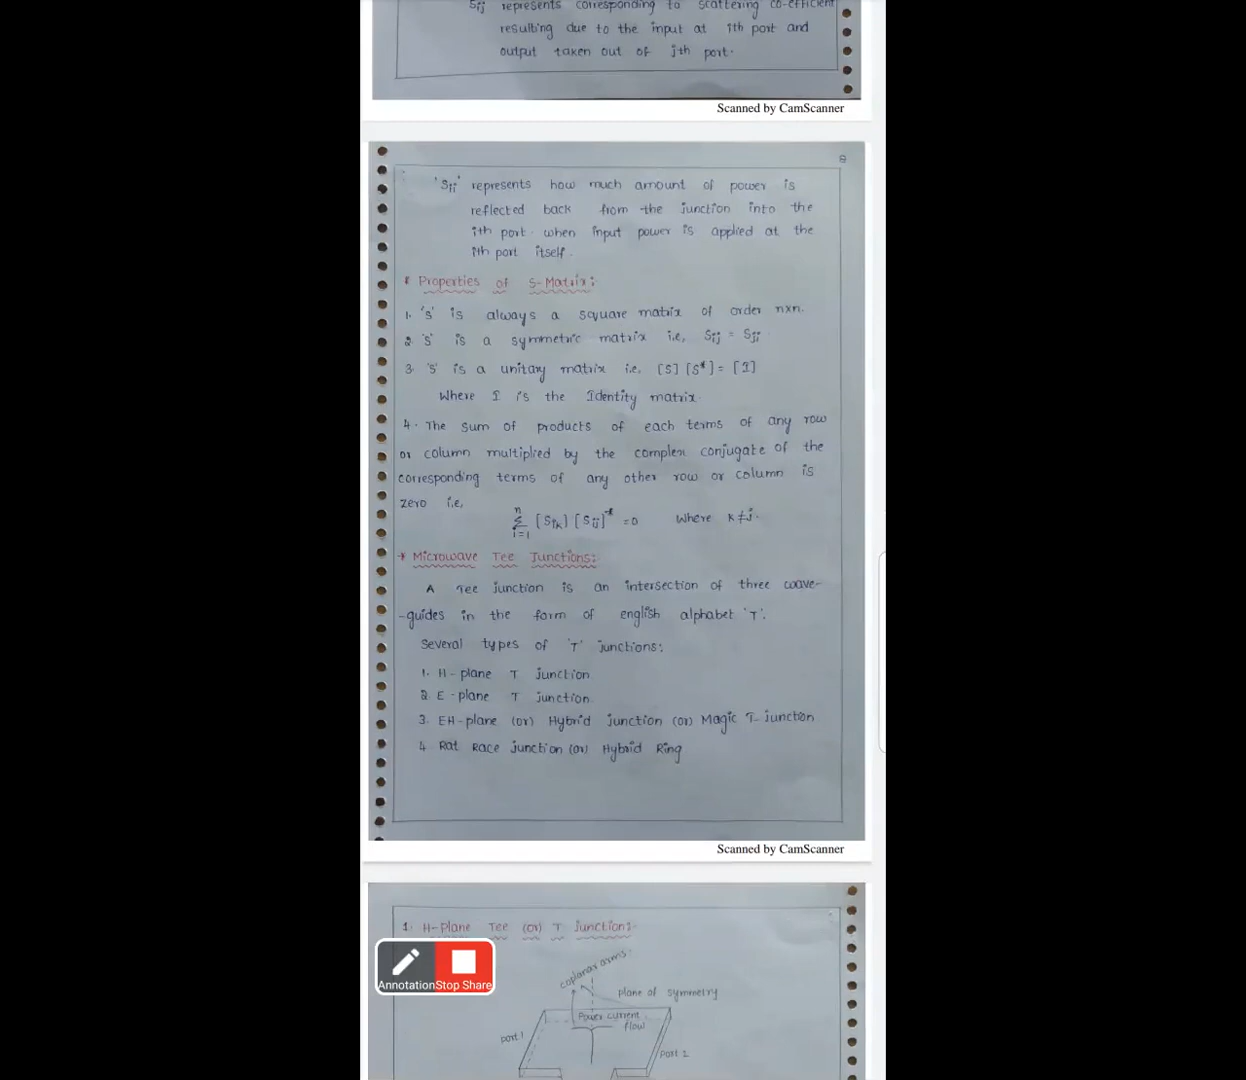 Sij represents corresponding to scattering co-efficient
resulting due to the input at ith port and
output taken out of jth port.
Scanned by CamScanner
8
'Sii' represents how much amount of power is
reflected back from the junction into the
ith port when input power is applied at the
ith port itself.
* Properties of S-Matrix:
1. 'S' is always a square matrix of order nxn.
2. 'S' is a symmetric matrix i.e, Sij = Sji
3. 'S' is a unitary matrix i.e. [S] [S*] = [I]
Where I is the Identity matrix.
4. The sum of products of each terms of any row
or column multiplied by the complex conjugate of the
corresponding terms of any other row or column is
zero i.e,
n
Σ [Sik] [Sij]* = 0 Where k≠j.
i=1
* Microwave Tee Junctions:
A Tee junction is an intersection of three wave-
-guides in the form of english alphabet 'T'.
Several types of 'T' junctions:
1. H-plane T junction
2. E-plane T junction.
3. EH-plane (or) Hybrid junction (or) Magic T-junction
4 Rat Race junction (or) Hybrid Ring
Scanned by CamScanner
1. H-Plane Tee (or) T Junction:-
coplanar arms.
plane of symmetry
Power current
flow
port 1
port 2
Annotation Stop Share